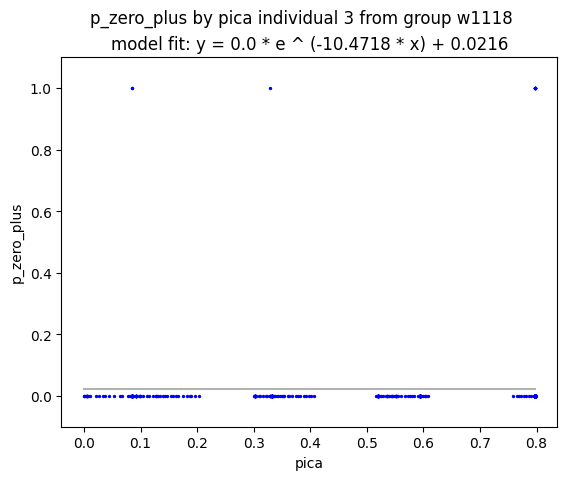 p_zero_plus by pica individual 3 from group w1118
model fit: y = 0.0 * e ^ (-10.4718 * x) + 0.0216
1.0
0.8
0.6
0.4
0.2
0.0
p_zero_plus
0.0 0.1 0.2 0.3 0.4 0.5 0.6 0.7 0.8
pica